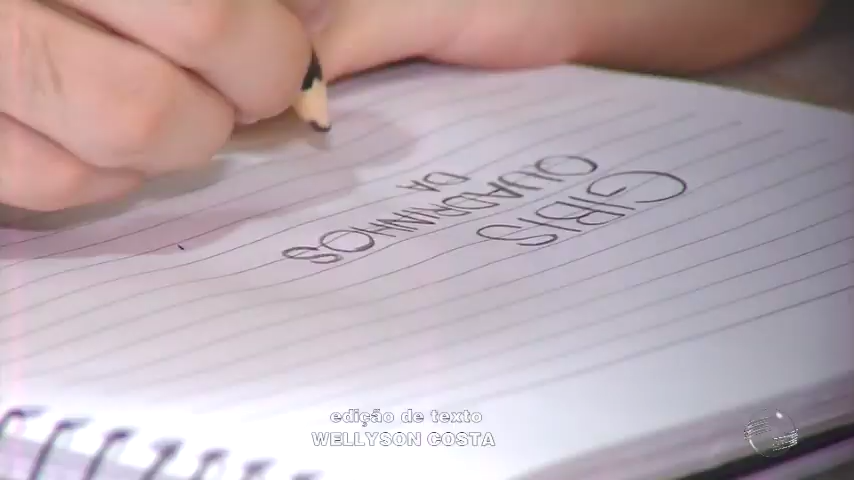 GIBIS
QUADRINHOS
DA
edição de texto
WELLYSON COSTA